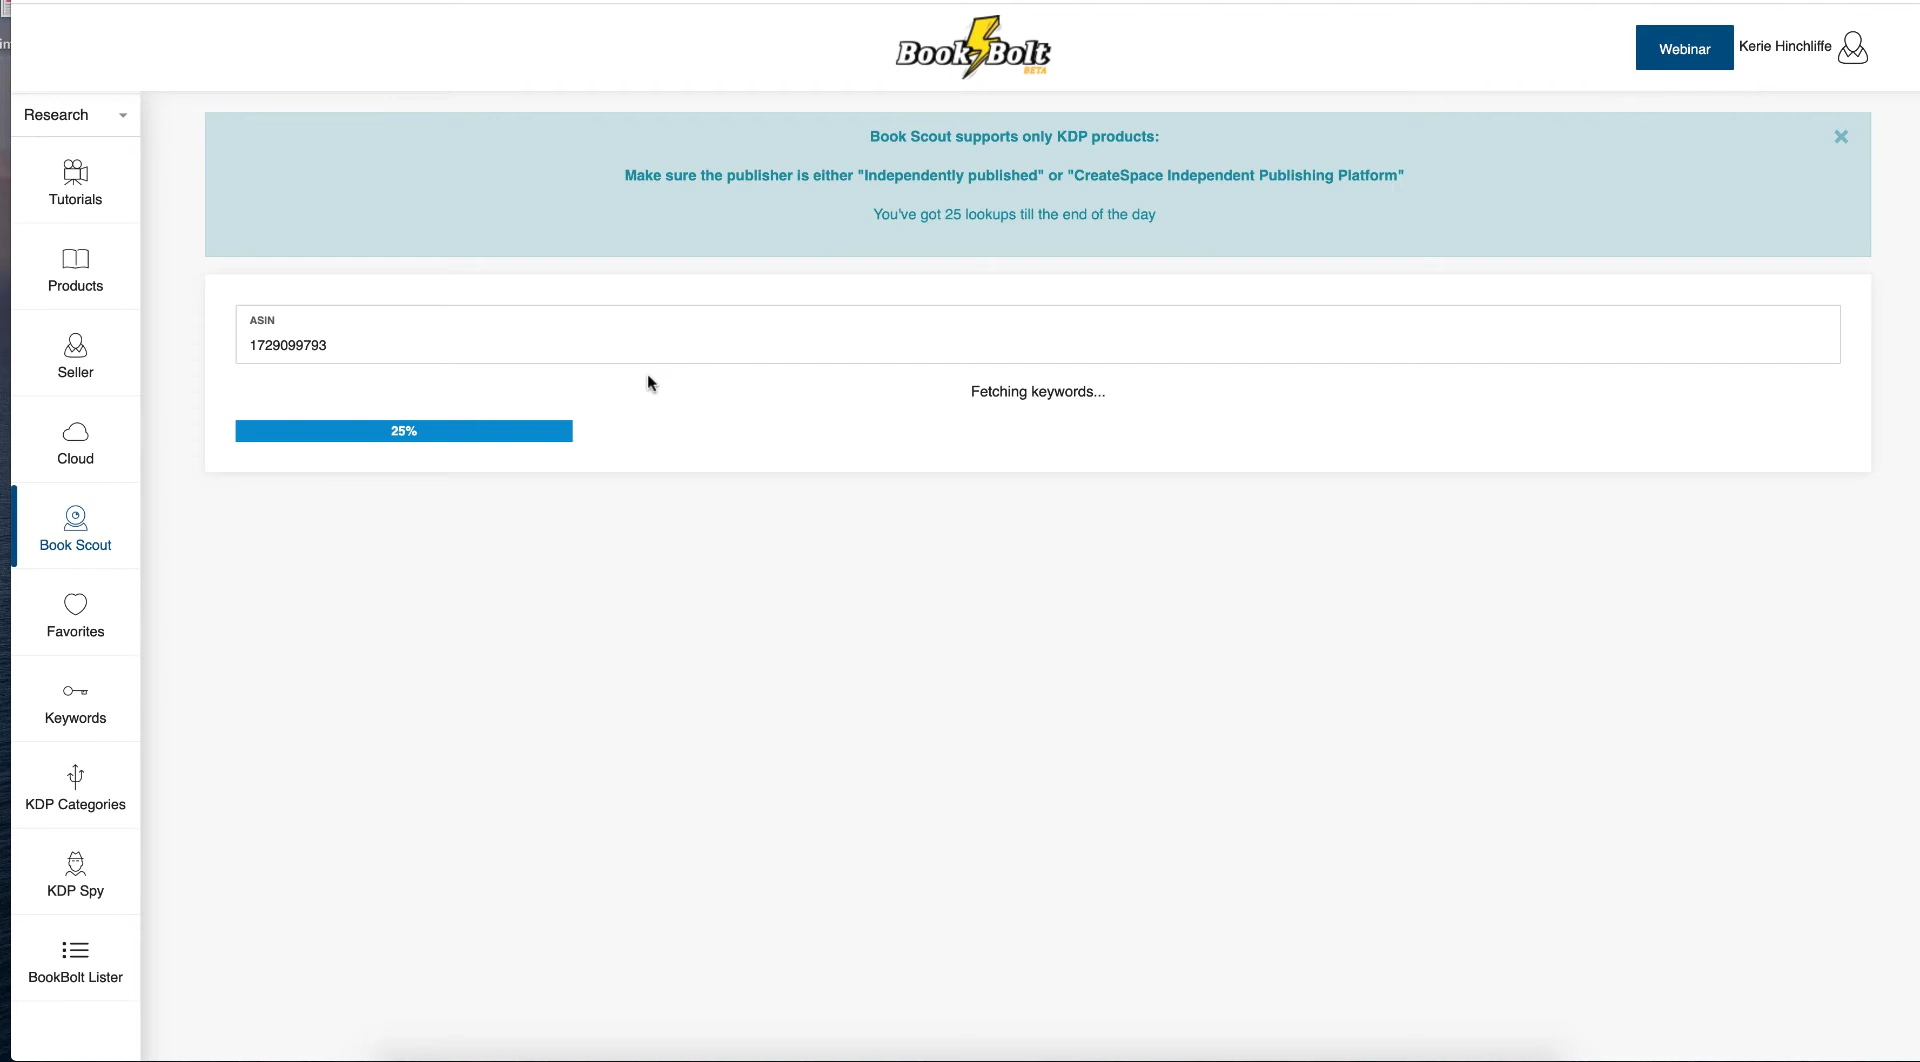 Book Bolt
BETA
Webinar
Kerie Hinchliffe
Research
Tutorials
Products
Seller
Cloud
Book Scout
Favorites
Keywords
KDP Categories
KDP Spy
BookBolt Lister
Book Scout supports only KDP products:
Make sure the publisher is either "Independently published" or "CreateSpace Independent Publishing Platform"
You've got 25 lookups till the end of the day
ASIN
1729099793
Fetching keywords...
25%